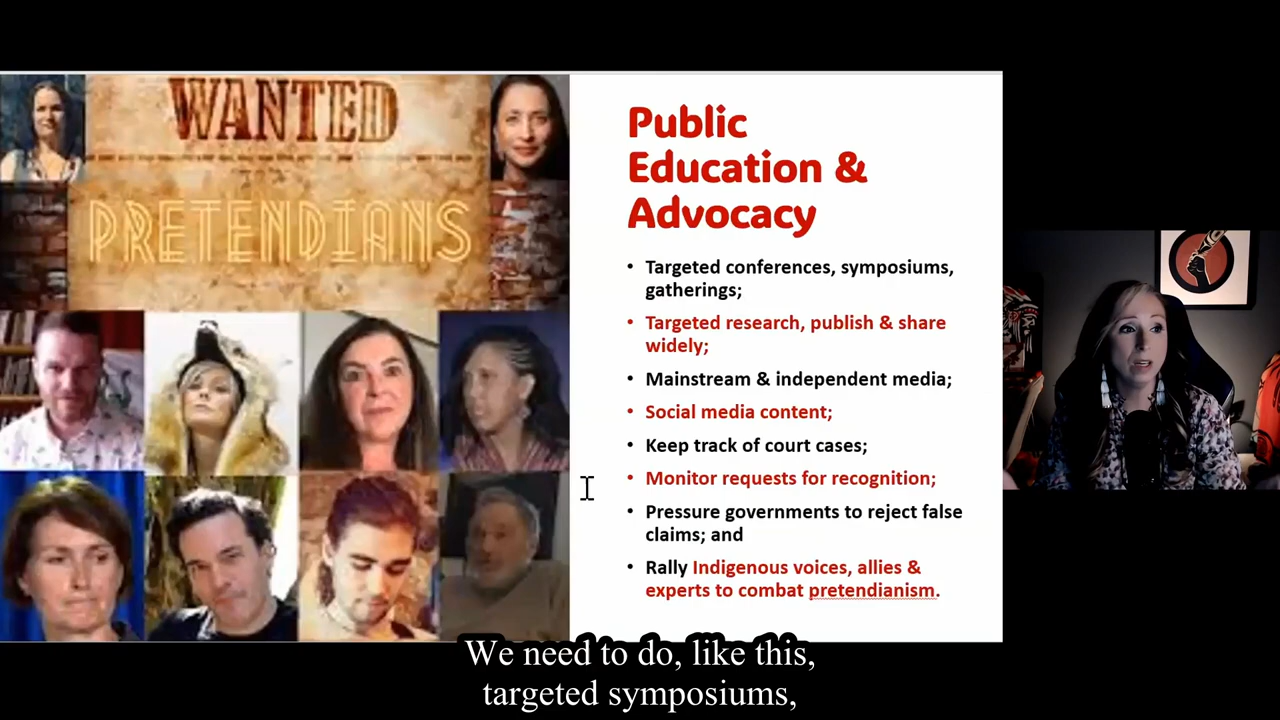 WANTED
PRETENDIANS
Public
Education &
Advocacy
• Targeted conferences, symposiums,
gatherings;
• Targeted research, publish & share
widely;
• Mainstream & independent media;
• Social media content;
• Keep track of court cases;
• Monitor requests for recognition;
• Pressure governments to reject false
claims; and
• Rally Indigenous voices, allies &
experts to combat pretendianism.
We need to do, like this,
targeted symposiums,